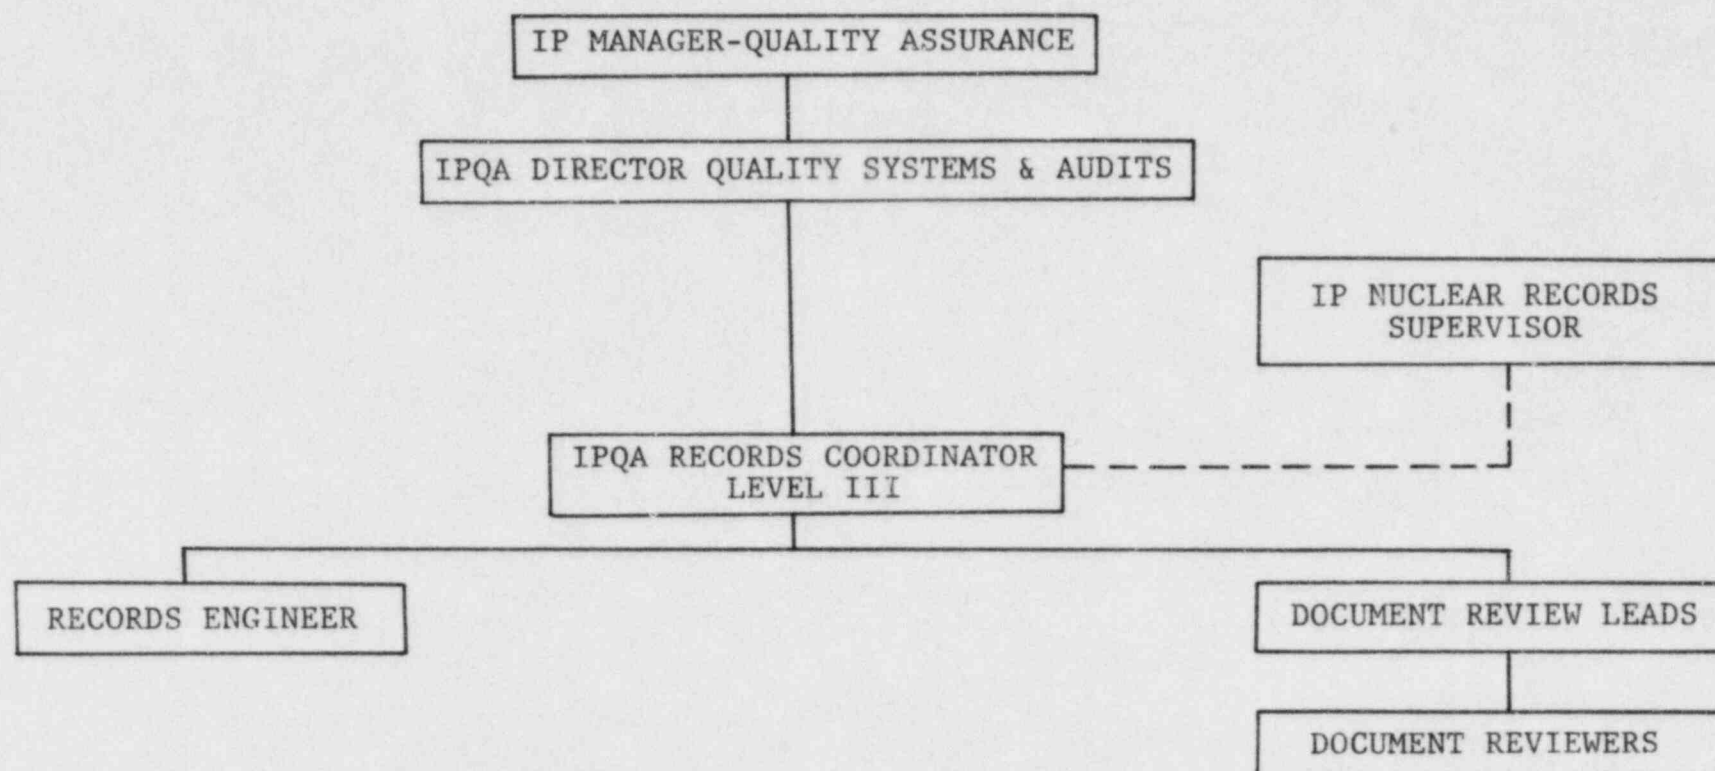 IP MANAGER-QUALITY ASSURANCE
IPQA DIRECTOR QUALITY SYSTEMS & AUDITS
IP NUCLEAR RECORDS
SUPERVISOR
IPQA RECORDS COORDINATOR
LEVEL III
RECORDS ENGINEER
DOCUMENT REVIEW LEADS
DOCUMENT REVIEWERS